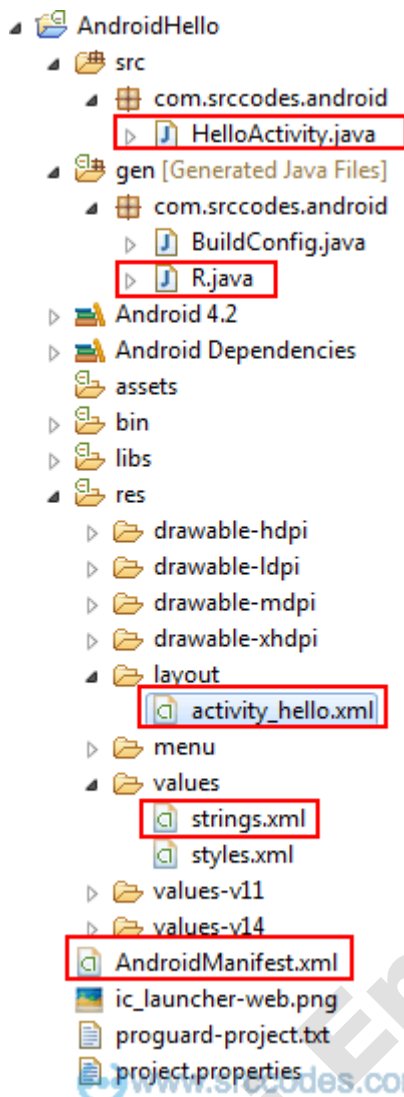 AndroidHello
src
com.srccodes.android
HelloActivity.java
gen [Generated Java Files]
com.srccodes.android
BuildConfig.java
R.java
Android 4.2
Android Dependencies
assets
bin
libs
res
drawable-hdpi
drawable-ldpi
drawable-mdpi
drawable-xhdpi
layout
activity_hello.xml
menu
values
strings.xml
styles.xml
values-v11
values-v14
AndroidManifest.xml
ic_launcher-web.png
proguard-project.txt
project.properties
www.srccodes.com